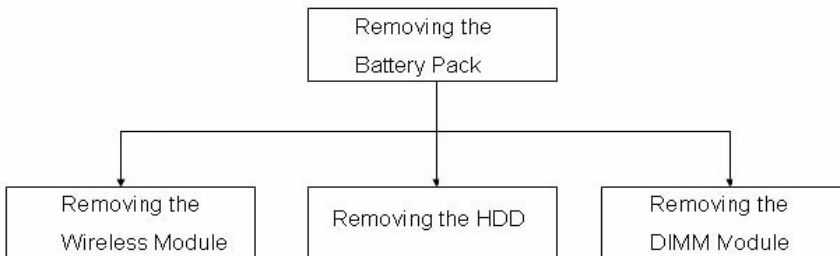 Removing the
Battery Pack
Removing the
Wireless Module
Removing the HDD
Removing the
DIMM Module